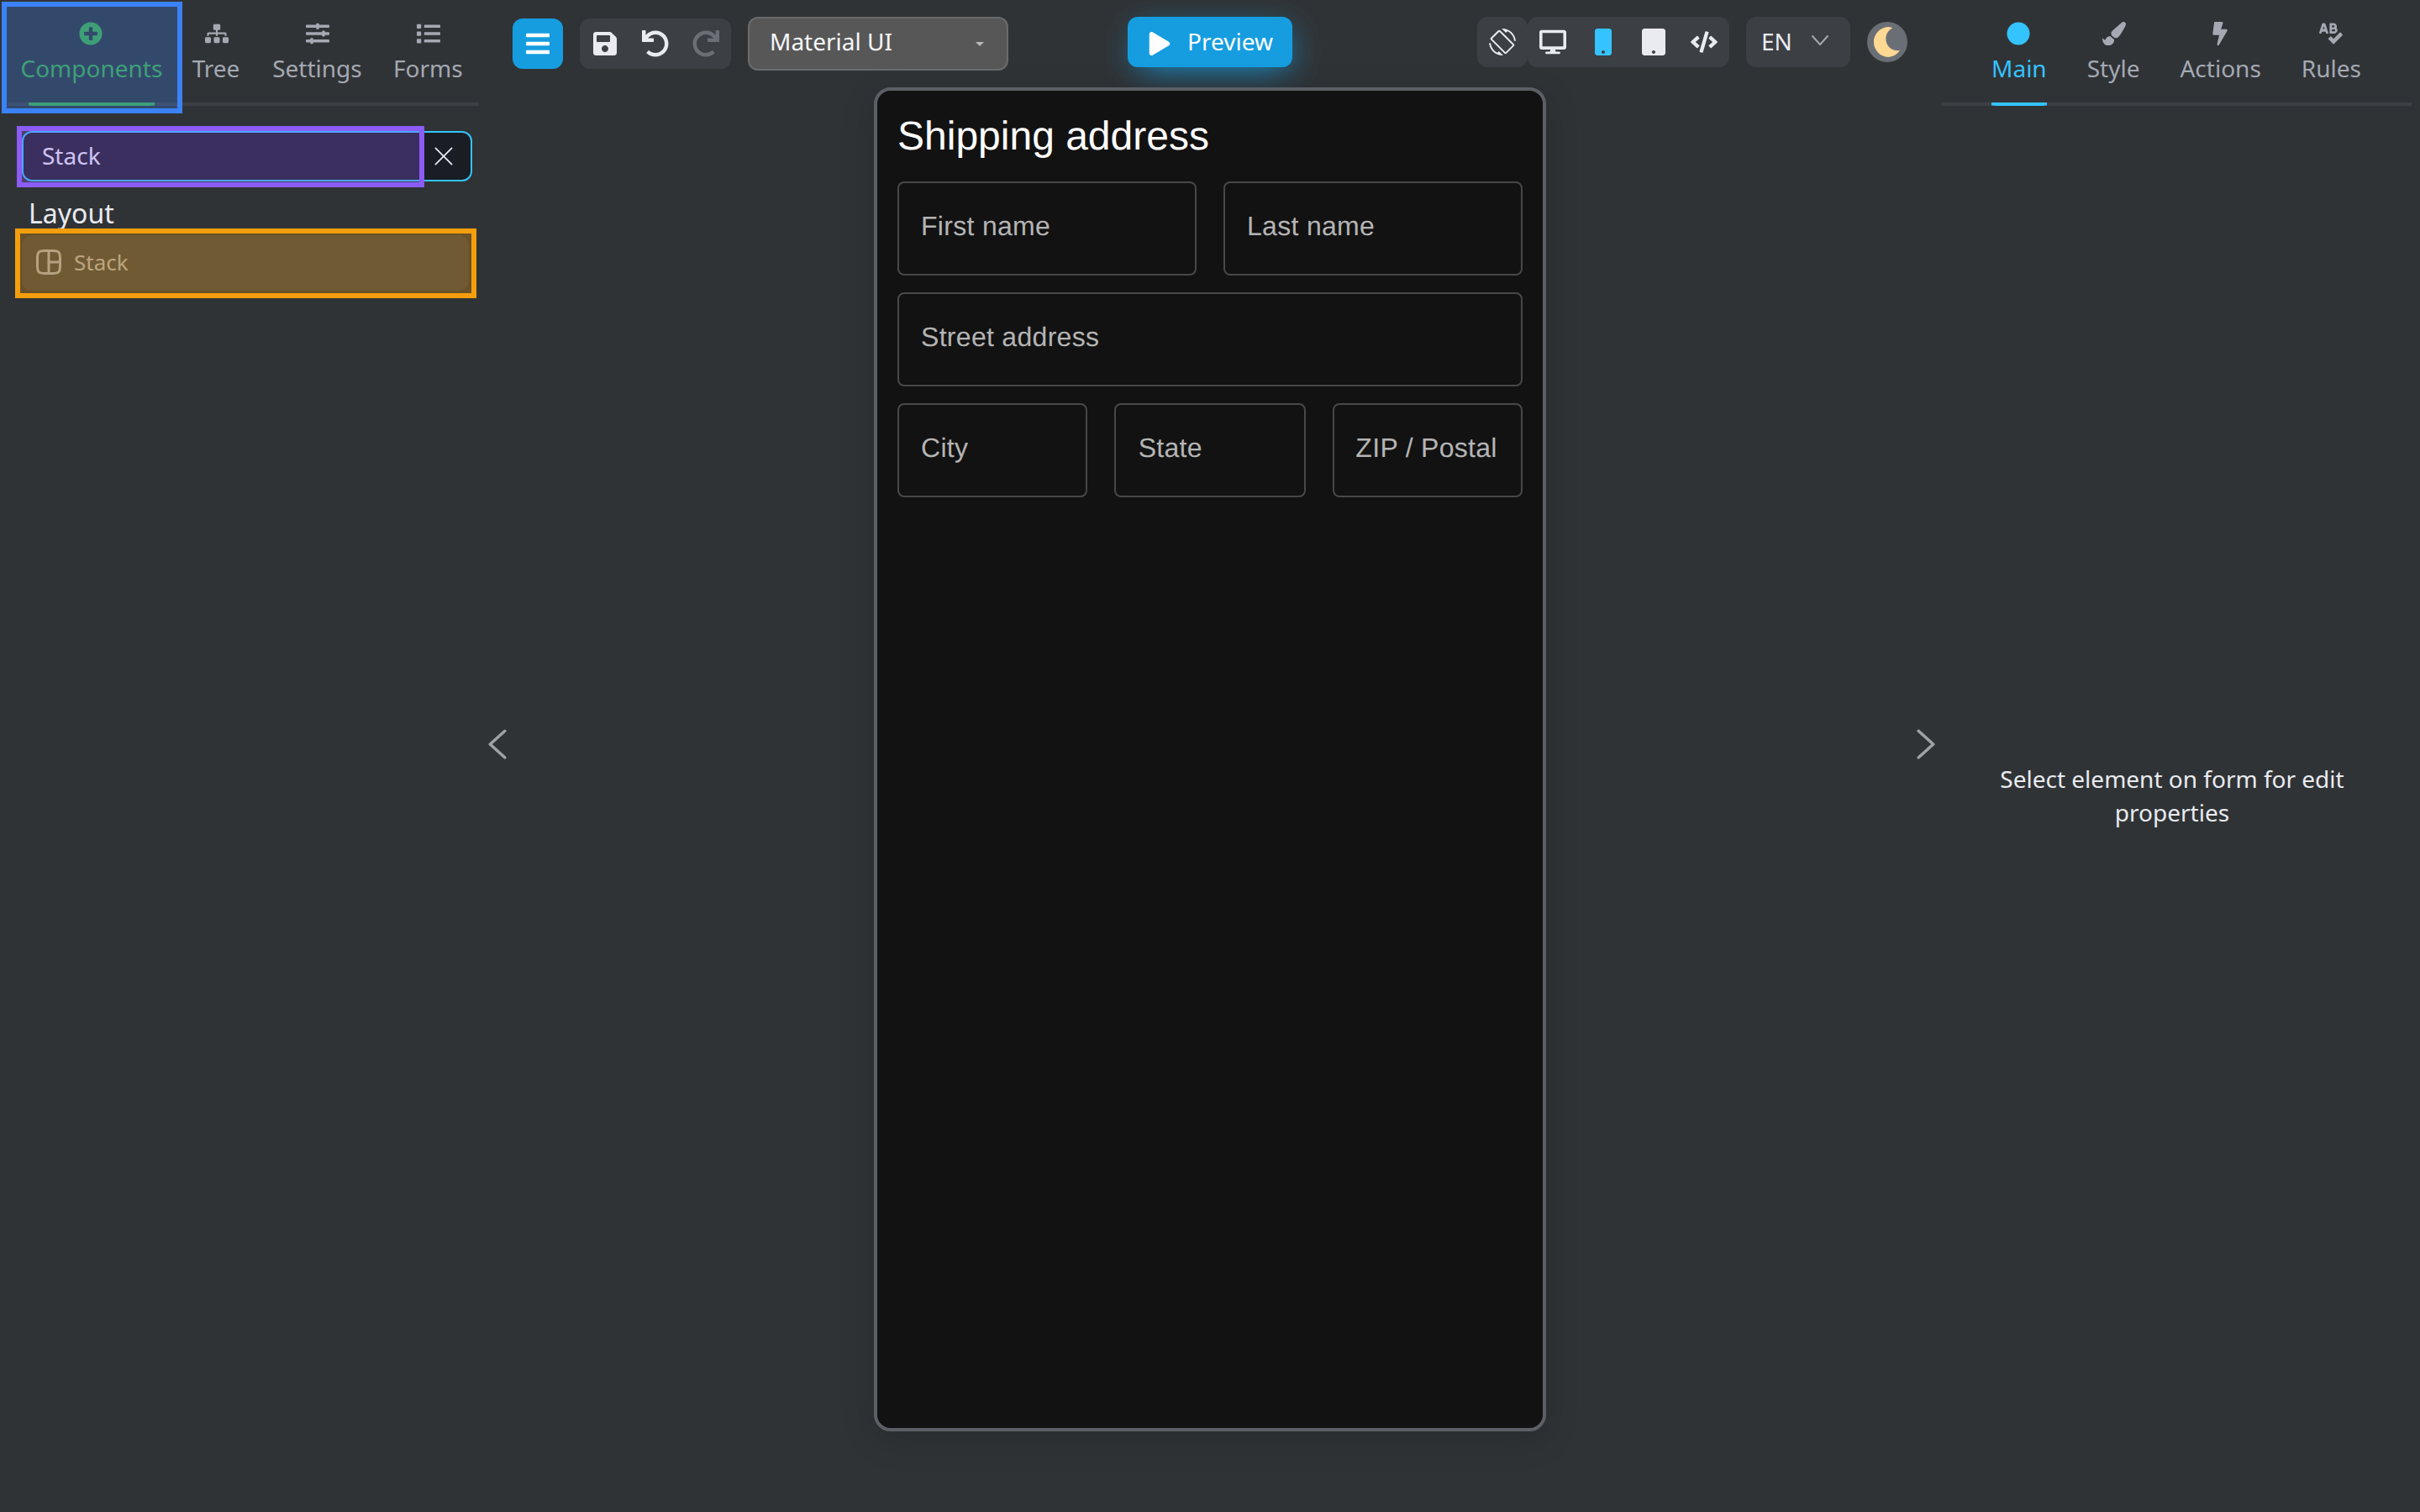 Components
Tree
Settings
Forms
Material UI
Preview
EN
Main
Style
Actions
AB
Rules
Stack
Layout
Stack
Shipping address
First name
Last name
Street address
City
State
ZIP / Postal
Select element on form for edit
properties